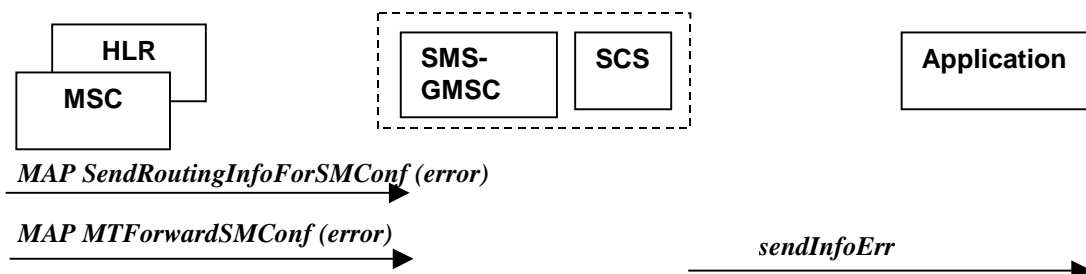 HLR
MSC
SMS-
GMSC
SCS
Application
MAP SendRoutingInfoForSMConf (error)
MAP MTForwardSMConf (error)
sendInfoErr